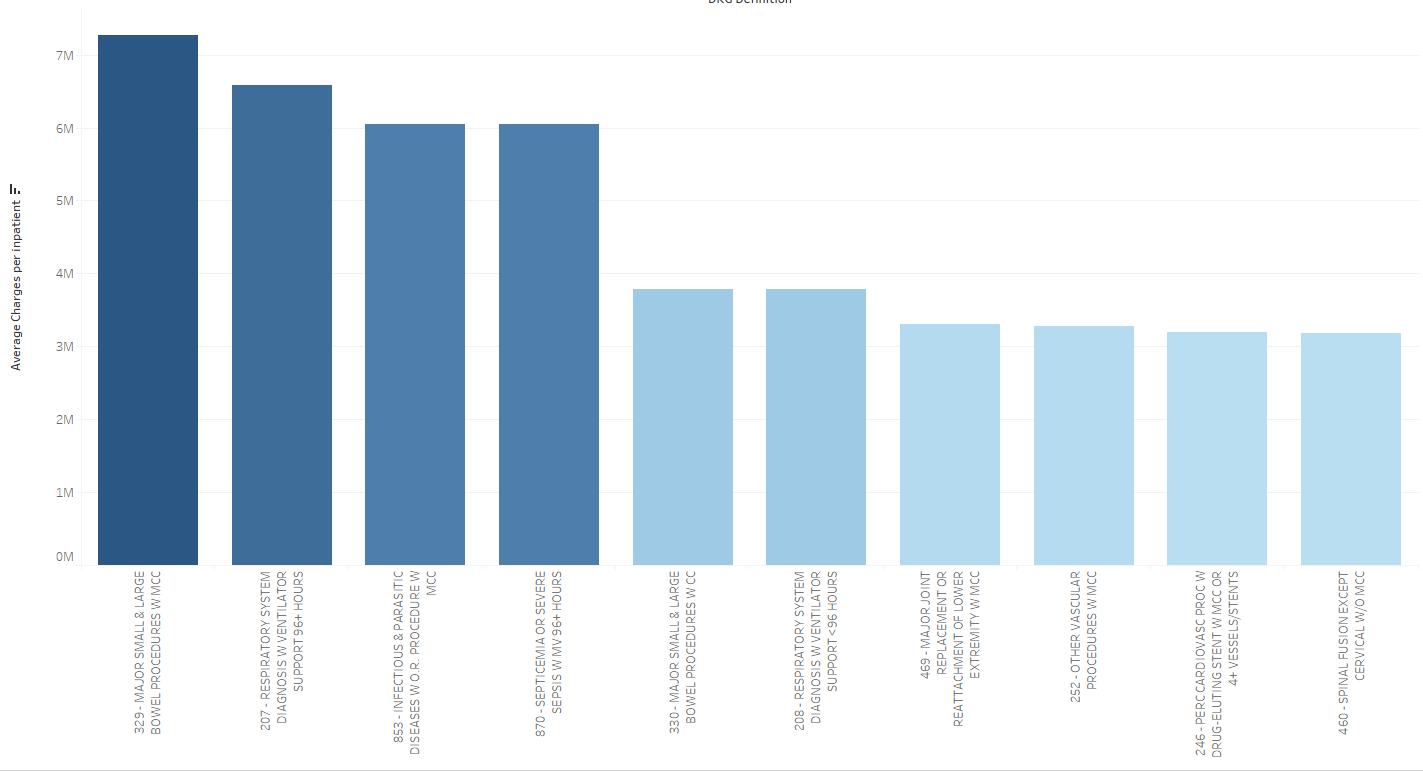 DRG Definition
Average Charges per inpatient
7M
6M
5M
4M
3M
2M
1M
0M
329 - MAJOR SMALL & LARGE
BOWEL PROCEDURES W MCC
207 - RESPIRATORY SYSTEM
DIAGNOSIS W VENTILATOR
SUPPORT 96+ HOURS
853 - INFECTIOUS & PARASITIC
DISEASES W O.R. PROCEDURE W
MCC
870 - SEPTICEMIA OR SEVERE
SEPSIS W MV 96+ HOURS
330 - MAJOR SMALL & LARGE
BOWEL PROCEDURES W CC
208 - RESPIRATORY SYSTEM
DIAGNOSIS W VENTILATOR
SUPPORT <96 HOURS
469 - MAJOR JOINT
REPLACEMENT OR
REATTACHMENT OF LOWER
EXTREMITY W MCC
252 - OTHER VASCULAR
PROCEDURES W MCC
246 - PERC CARDIOVASC PROC W
DRUG-ELUTING STENT W MCC OR
4+ VESSELS/STENTS
460 - SPINAL FUSION EXCEPT
CERVICAL W/O MCC